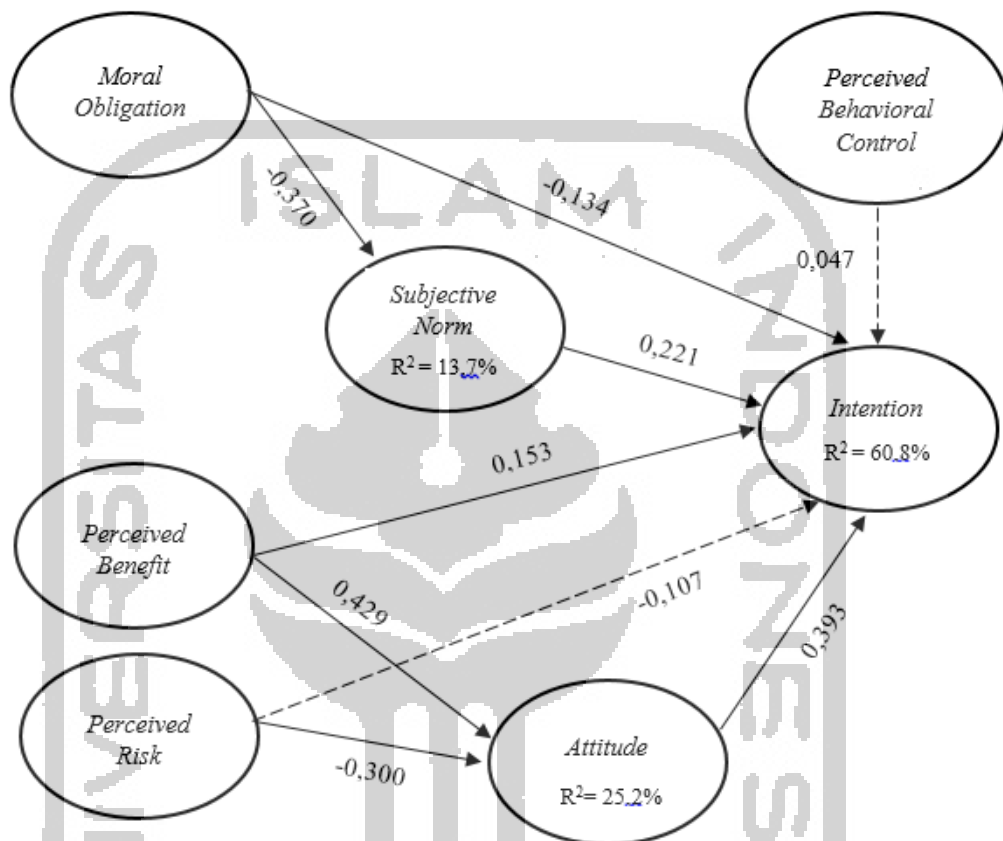 Moral
Obligation
Perceived
Behavioral
Control
-0,370
-0,134
0,047
Subjective
Norm
R² = 13,7%
0,221
Intention
R² = 60,8%
0,153
Perceived
Benefit
0,429
-0,107
0,393
Perceived
Risk
-0,300
Attitude
R²= 25,2%
ISLAM